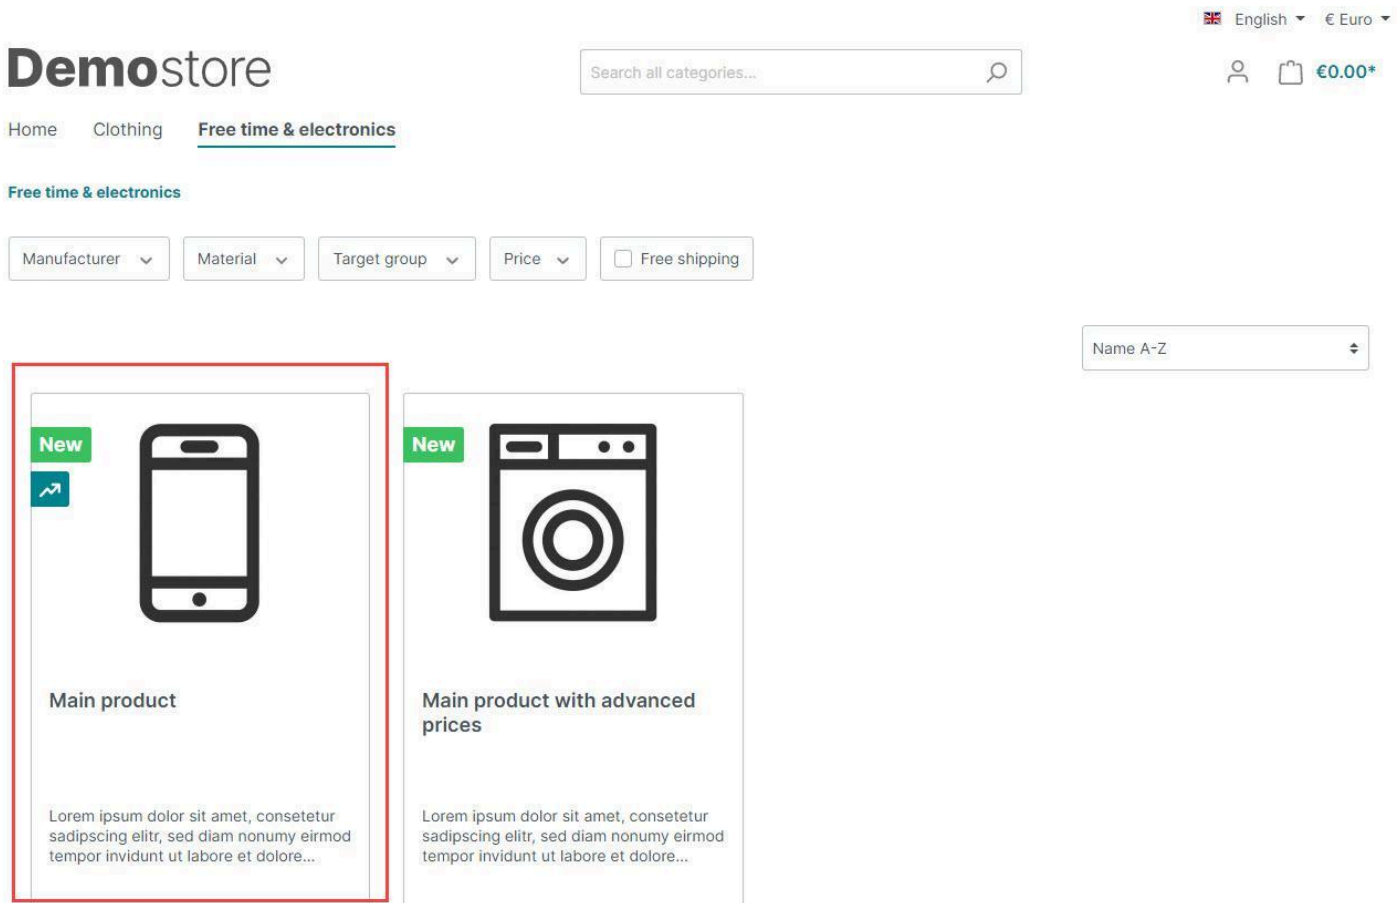 English € Euro
Demostore
Search all categories...
€0.00*
Home Clothing Free time & electronics
Free time & electronics
Manufacturer Material Target group Price Free shipping
Name A-Z
New
Main product
Lorem ipsum dolor sit amet, consetetur
sadipscing elitr, sed diam nonumy eirmod
tempor invidunt ut labore et dolore...
New
Main product with advanced
prices
Lorem ipsum dolor sit amet, consetetur
sadipscing elitr, sed diam nonumy eirmod
tempor invidunt ut labore et dolore...